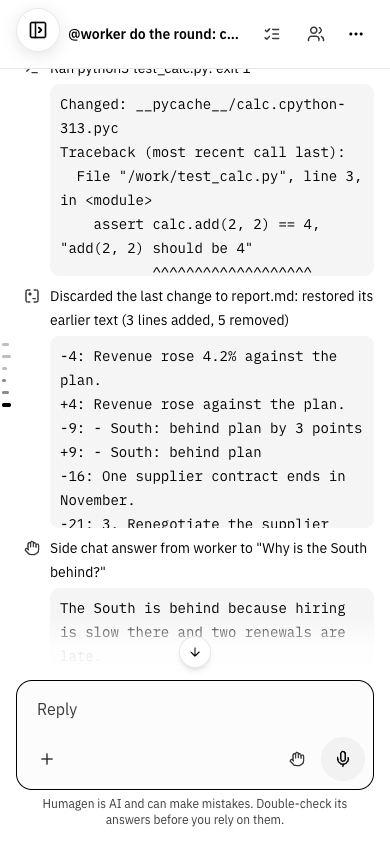 @worker do the round: c...
Ran python3 test_calc.py: exit 1
Changed: __pycache__/calc.cpython-
313.pyc
Traceback (most recent call last):
  File "/work/test_calc.py", line 3,
in <module>
    assert calc.add(2, 2) == 4,
"add(2, 2) should be 4"
           ^^^^^^^^^^^^^^^^^^^
Discarded the last change to report.md: restored its
earlier text (3 lines added, 5 removed)
-4: Revenue rose 4.2% against the
plan.
+4: Revenue rose against the plan.
-9: - South: behind plan by 3 points
+9: - South: behind plan
-16: One supplier contract ends in
November.
-21: 3. Renegotiate the supplier
Side chat answer from worker to "Why is the South
behind?"
The South is behind because hiring
is slow there and two renewals are
late.
Reply
Humagen is AI and can make mistakes. Double-check its
answers before you rely on them.